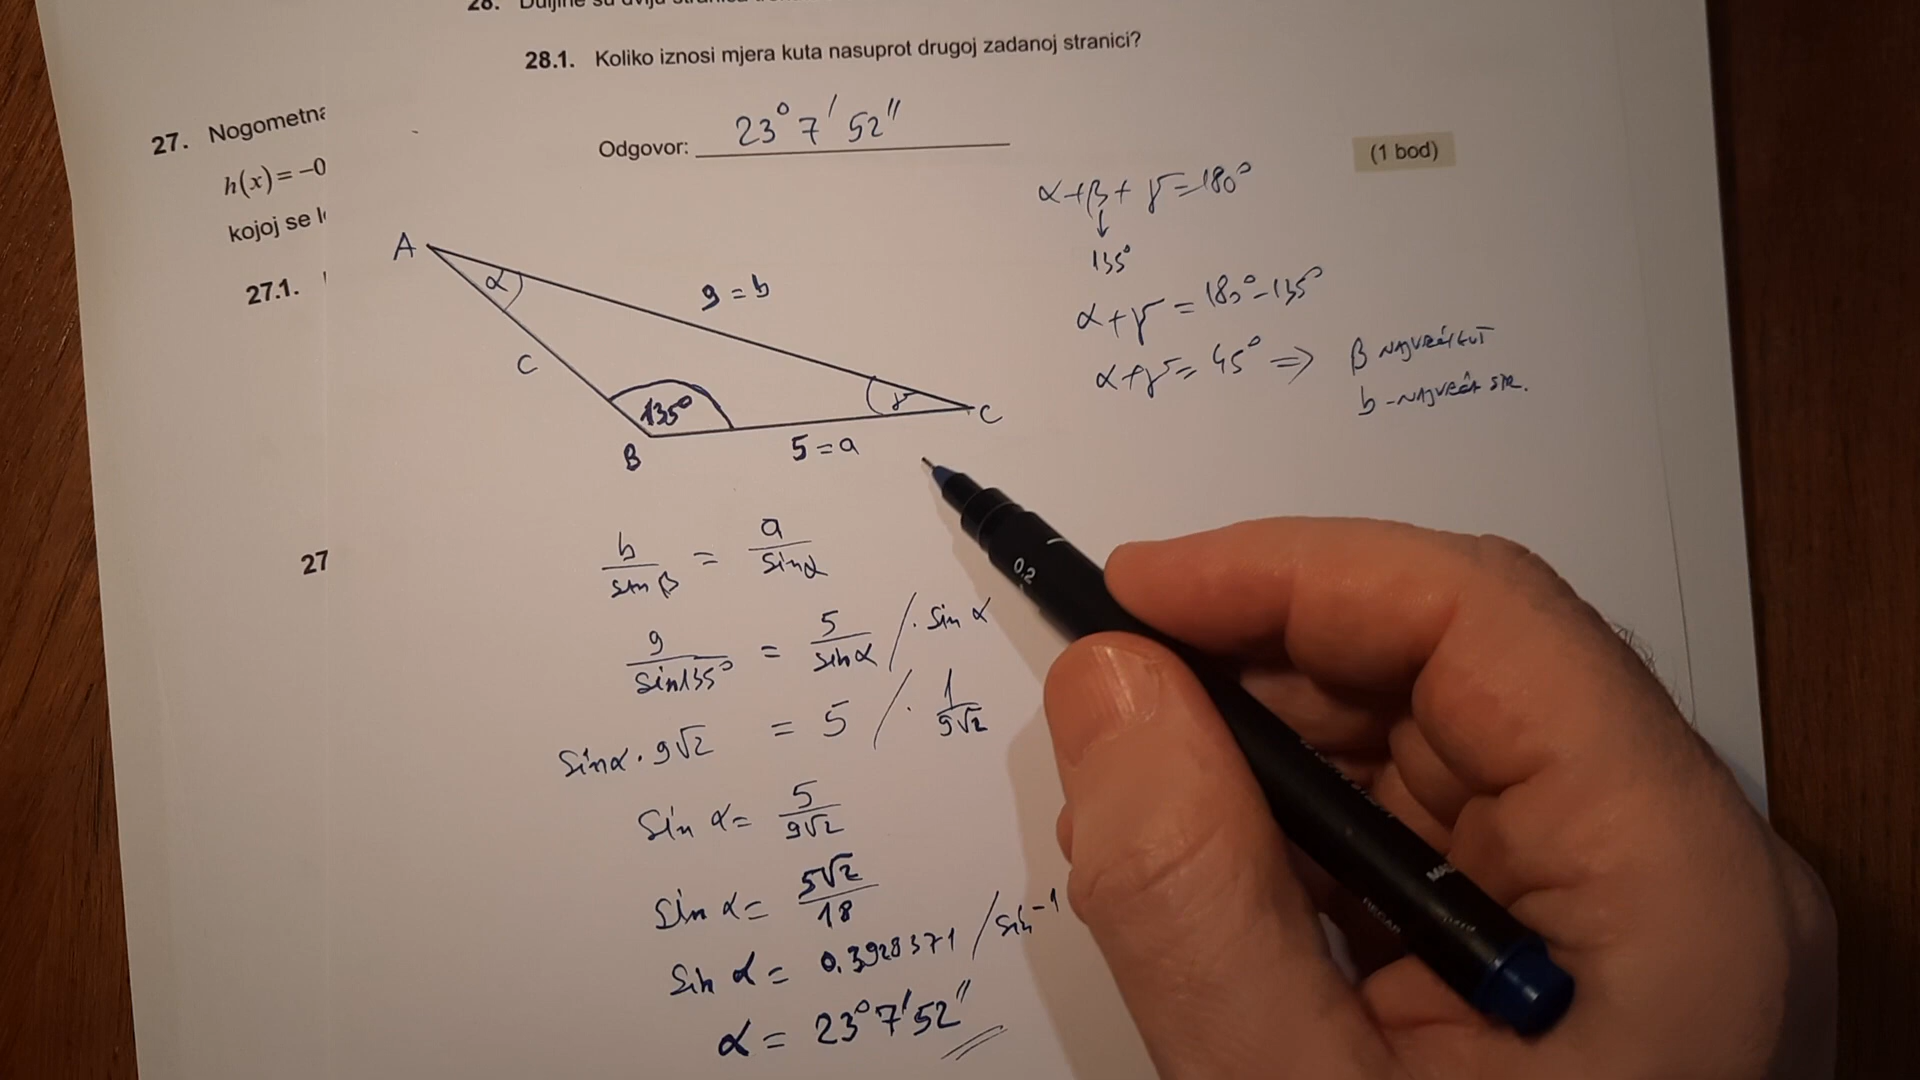 28.
28.1. Koliko iznosi mjera kuta nasuprot drugoj zadanoj stranici?
Odgovor: 23° 7' 52"
(1 bod)
27. Nogometna
h(x) = −0
kojoj se
27.1.
27
α + β + γ = 180°
↓
135°
α + γ = 180° − 135°
α + γ = 45° ⇒ β NAJVEĆI KUT
b - NAJVEĆA STR.
A
α
9 = b
C
135°
γ
C
B
5 = a
b/sin β = a/sin α
9/sin 135° = 5/sin α / · sin α
sin α · 9√2 = 5 / · 1/9√2
sin α = 5/9√2
sin α = 5√2/18
sin α = 0.3928371 / sin⁻¹
α = 23° 7' 52"
0.2